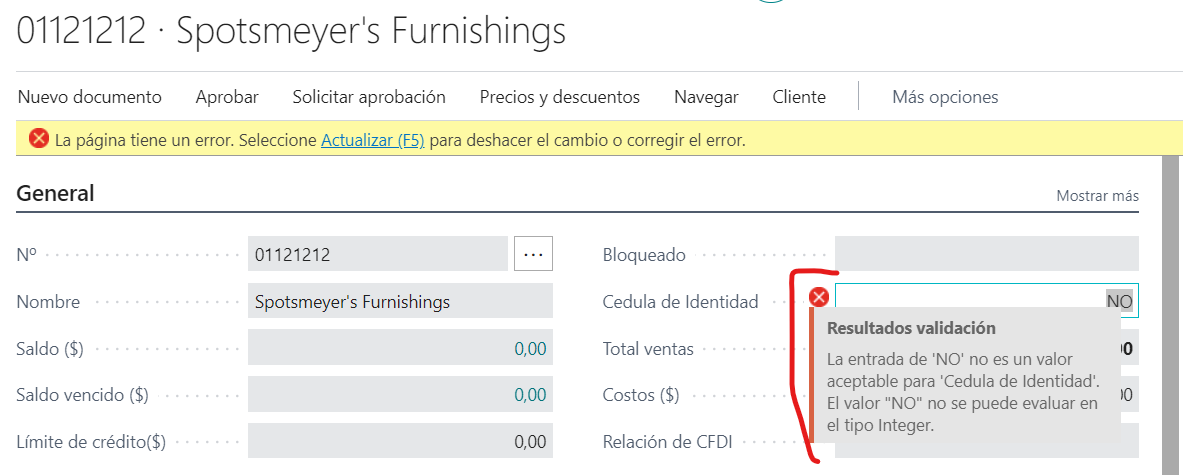 01121212 · Spotsmeyer's Furnishings
Nuevo documento Aprobar Solicitar aprobación Precios y descuentos Navegar Cliente Más opciones
La página tiene un error. Seleccione Actualizar (F5) para deshacer el cambio o corregir el error.
General Mostrar más
Nº 01121212 ... Bloqueado
Nombre Spotsmeyer's Furnishings Cedula de Identidad NO
Resultados validación
Saldo ($) 0,00 Total ventas
La entrada de 'NO' no es un valor
aceptable para 'Cedula de Identidad'.
Saldo vencido ($) 0,00 Costos ($)
El valor "NO" no se puede evaluar en
el tipo Integer.
Límite de crédito($) 0,00 Relación de CFDI